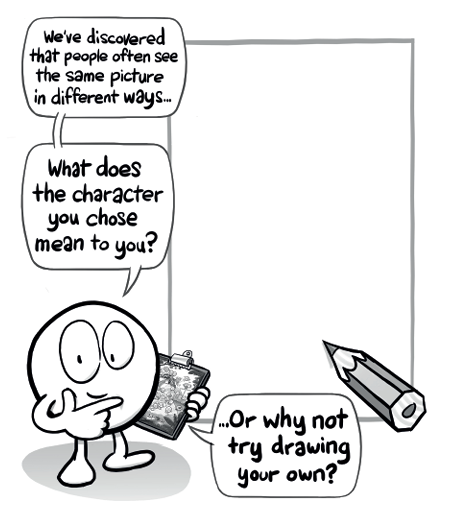 We've discovered
that people often see
the same picture
in different ways...
What does
the character
you chose
mean to you?
...Or why not
try drawing
your own?